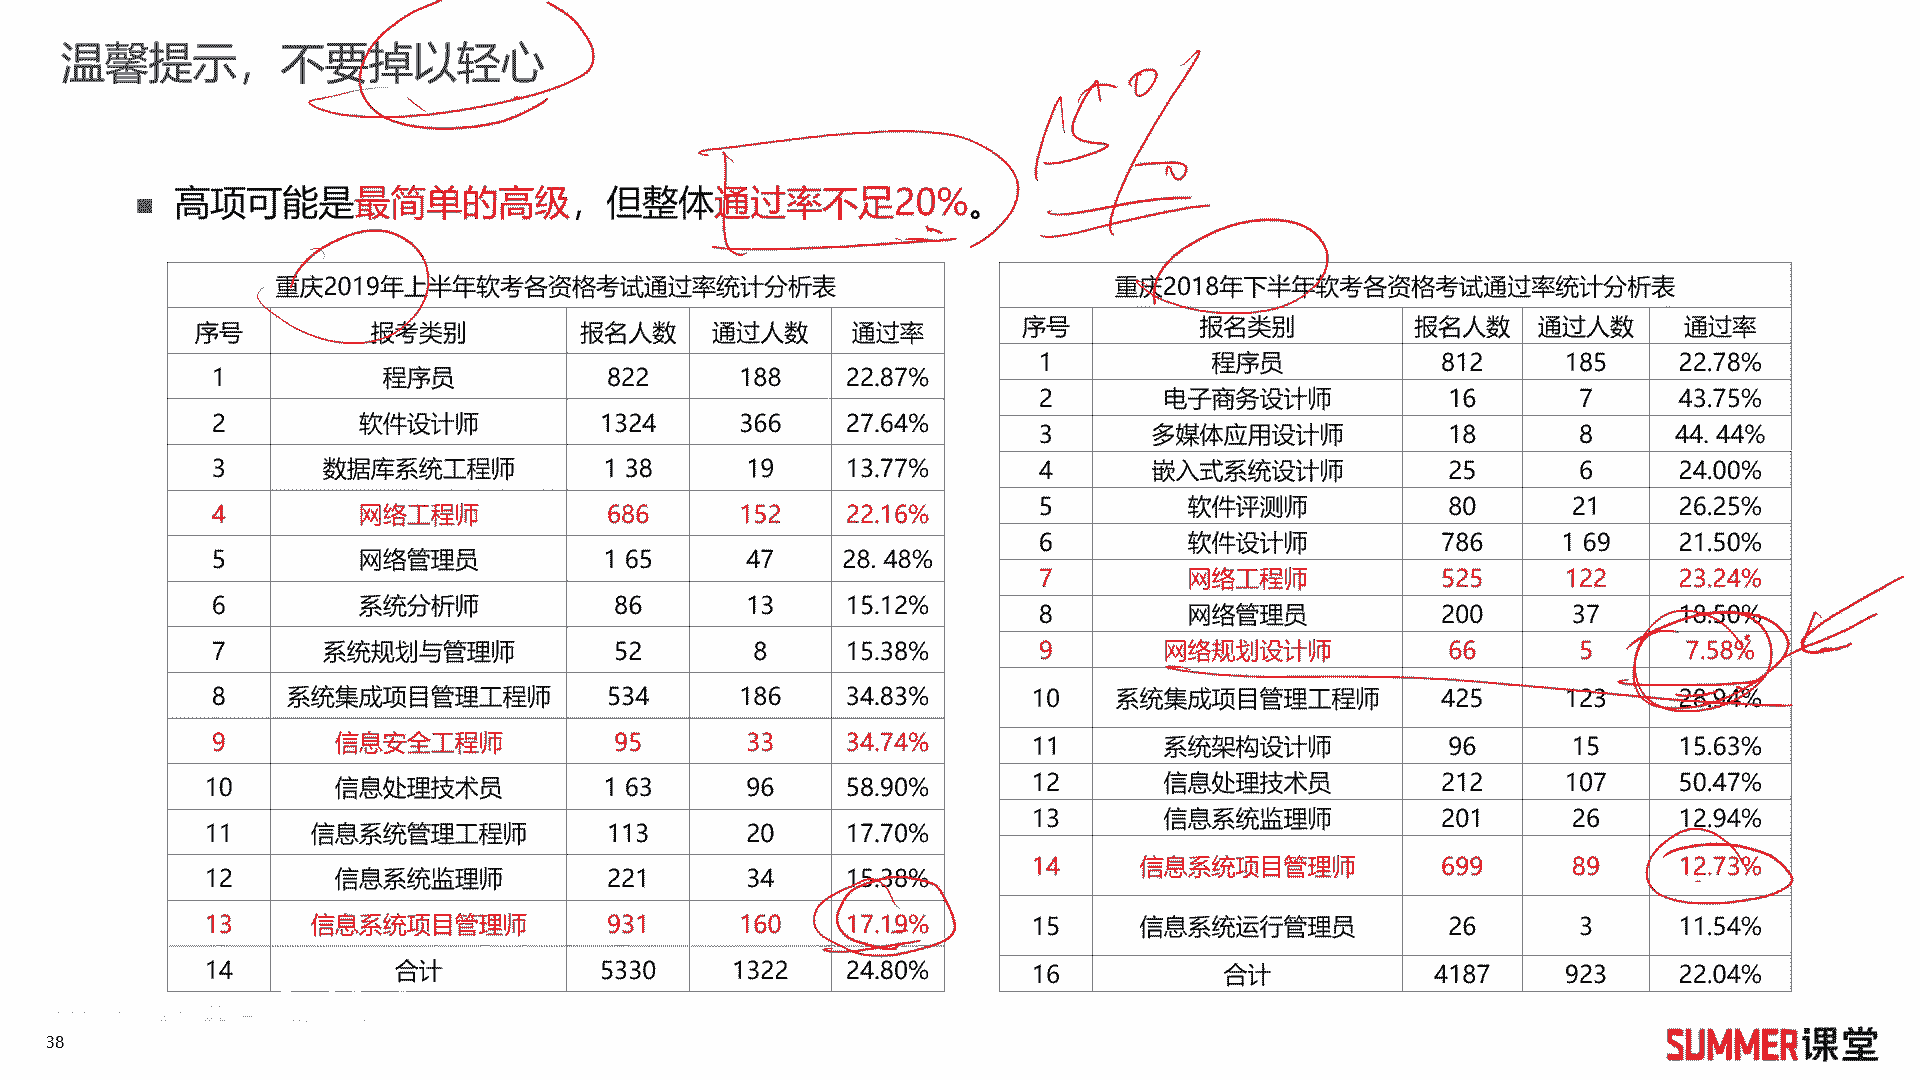 温馨提示，不要掉以轻心
15%
高项可能是最简单的高级，但整体通过率不足20%。
重庆2019年上半年软考各资格考试通过率统计分析表
序号 报考类别 报名人数 通过人数 通过率
1 程序员 822 188 22.87%
2 软件设计师 1324 366 27.64%
3 数据库系统工程师 1 38 19 13.77%
4 网络工程师 686 152 22.16%
5 网络管理员 1 65 47 28. 48%
6 系统分析师 86 13 15.12%
7 系统规划与管理师 52 8 15.38%
8 系统集成项目管理工程师 534 186 34.83%
9 信息安全工程师 95 33 34.74%
10 信息处理技术员 1 63 96 58.90%
11 信息系统管理工程师 113 20 17.70%
12 信息系统监理师 221 34 15.38%
13 信息系统项目管理师 931 160 17.19%
14 合计 5330 1322 24.80%
重庆2018年下半年软考各资格考试通过率统计分析表
序号 报名类别 报名人数 通过人数 通过率
1 程序员 812 185 22.78%
2 电子商务设计师 16 7 43.75%
3 多媒体应用设计师 18 8 44. 44%
4 嵌入式系统设计师 25 6 24.00%
5 软件评测师 80 21 26.25%
6 软件设计师 786 1 69 21.50%
7 网络工程师 525 122 23.24%
8 网络管理员 200 37 18.50%
9 网络规划设计师 66 5 7.58%
10 系统集成项目管理工程师 425 123 28.94%
11 系统架构设计师 96 15 15.63%
12 信息处理技术员 212 107 50.47%
13 信息系统监理师 201 26 12.94%
14 信息系统项目管理师 699 89 12.73%
15 信息系统运行管理员 26 3 11.54%
16 合计 4187 923 22.04%
38
SUMMER课堂